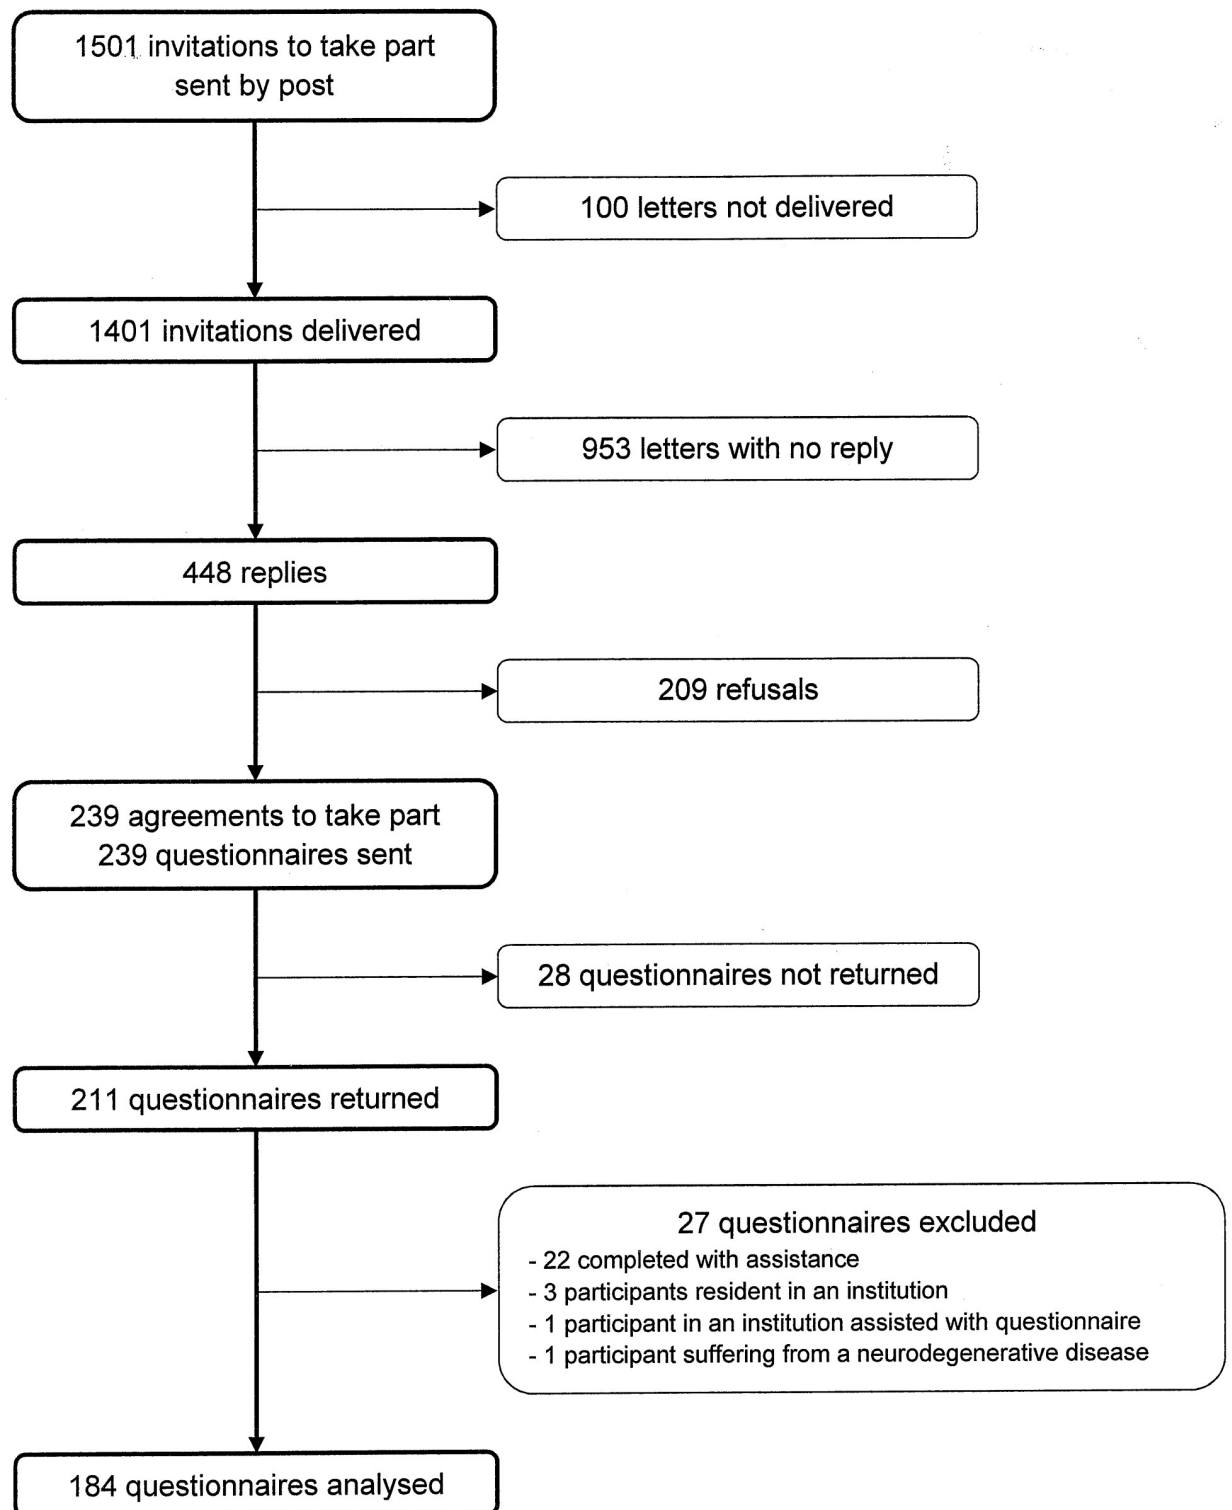 1501 invitations to take part
sent by post
100 letters not delivered
1401 invitations delivered
953 letters with no reply
448 replies
209 refusals
239 agreements to take part
239 questionnaires sent
28 questionnaires not returned
211 questionnaires returned
27 questionnaires excluded
- 22 completed with assistance
- 3 participants resident in an institution
- 1 participant in an institution assisted with questionnaire
- 1 participant suffering from a neurodegenerative disease
184 questionnaires analysed